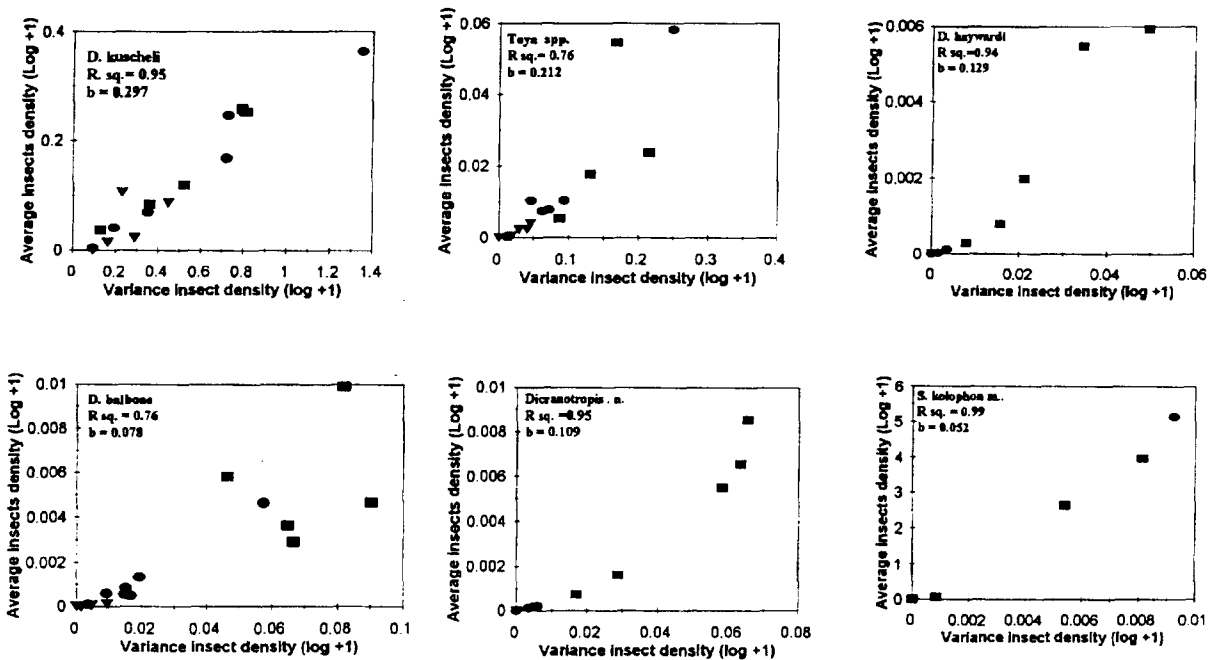 D. kuscheli
R. sq.= 0.95
b = 0.297
Average insects density (Log +1)
0.4
0.2
0
0 0.2 0.4 0.6 0.8 1 1.2 1.4
Variance insect density (log +1)
Toya spp.
R sq.= 0.76
b = 0.212
Average insects density (Log +1)
0.06
0.04
0.02
0
0 0.1 0.2 0.3 0.4
Variance insect density (log +1)
D. haywardi
R sq.=0.94
b = 0.129
Average insects density (Log +1)
0.006
0.004
0.002
0
0 0.02 0.04 0.06
Variance insect density (log +1)
D. balboae
R sq. = 0.76
b = 0.078
Average insects density (Log +1)
0.01
0.008
0.006
0.004
0.002
0
0 0.02 0.04 0.06 0.08 0.1
Variance insect density (log +1)
Dicranotropis . n.
R sq. =0.95
b = 0.109
Average insects density (Log +1)
0.01
0.008
0.006
0.004
0.002
0
0 0.02 0.04 0.06 0.08
Variance insect density (log +1)
S. kolophon m..
R sq. = 0.99
b = 0.052
Average insects density (Log +1)
6
5
4
3
2
1
0
0 0.002 0.004 0.006 0.008 0.01
Variance insect density (log +1)